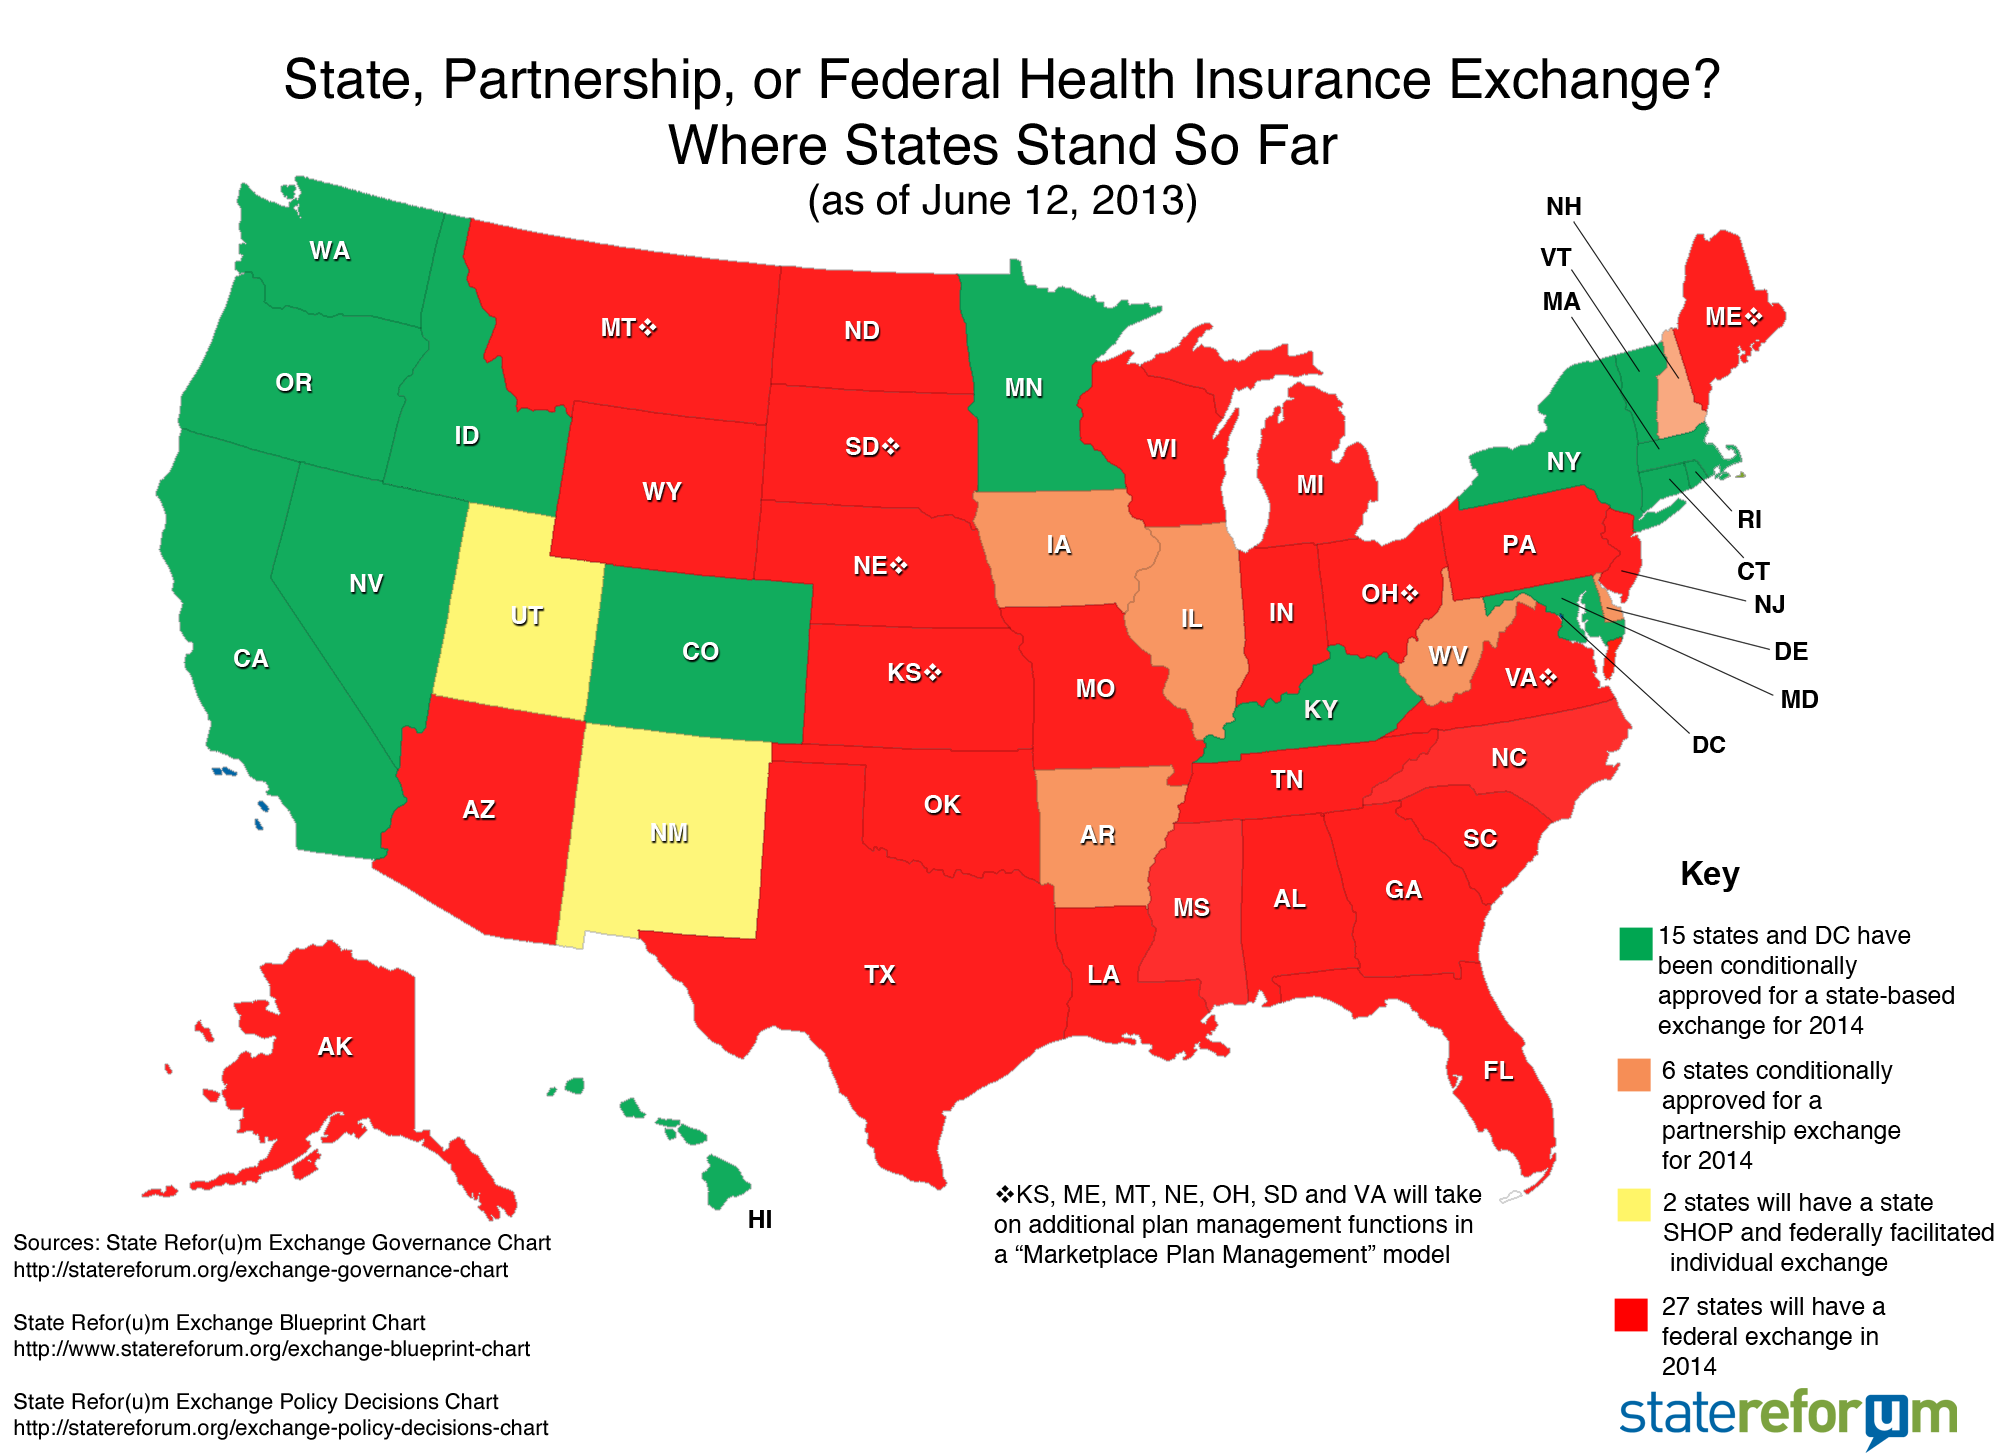 State, Partnership, or Federal Health Insurance Exchange?
Where States Stand So Far
(as of June 12, 2013)
NH
VT
MA
WA
MT❖
ND
ME❖
OR
MN
ID
SD❖
WI
NY
MI
WY
RI
IA
PA
NE❖
CT
NV
OH❖
NJ
UT
IN
IL
CO
DE
CA
WV
KS❖
VA❖
MO
MD
KY
DC
NC
TN
AZ
OK
NM
AR
SC
GA
MS
AL
TX
LA
AK
FL
HI
Key
15 states and DC have
been conditionally
approved for a state-based
exchange for 2014
6 states conditionally
approved for a
partnership exchange
for 2014
2 states will have a state
SHOP and federally facilitated
individual exchange
27 states will have a
federal exchange in
2014
❖KS, ME, MT, NE, OH, SD and VA will take
on additional plan management functions in
a “Marketplace Plan Management” model
Sources: State Refor(u)m Exchange Governance Chart
http://statereforum.org/exchange-governance-chart
State Refor(u)m Exchange Blueprint Chart
http://www.statereforum.org/exchange-blueprint-chart
State Refor(u)m Exchange Policy Decisions Chart
http://statereforum.org/exchange-policy-decisions-chart
statereforum